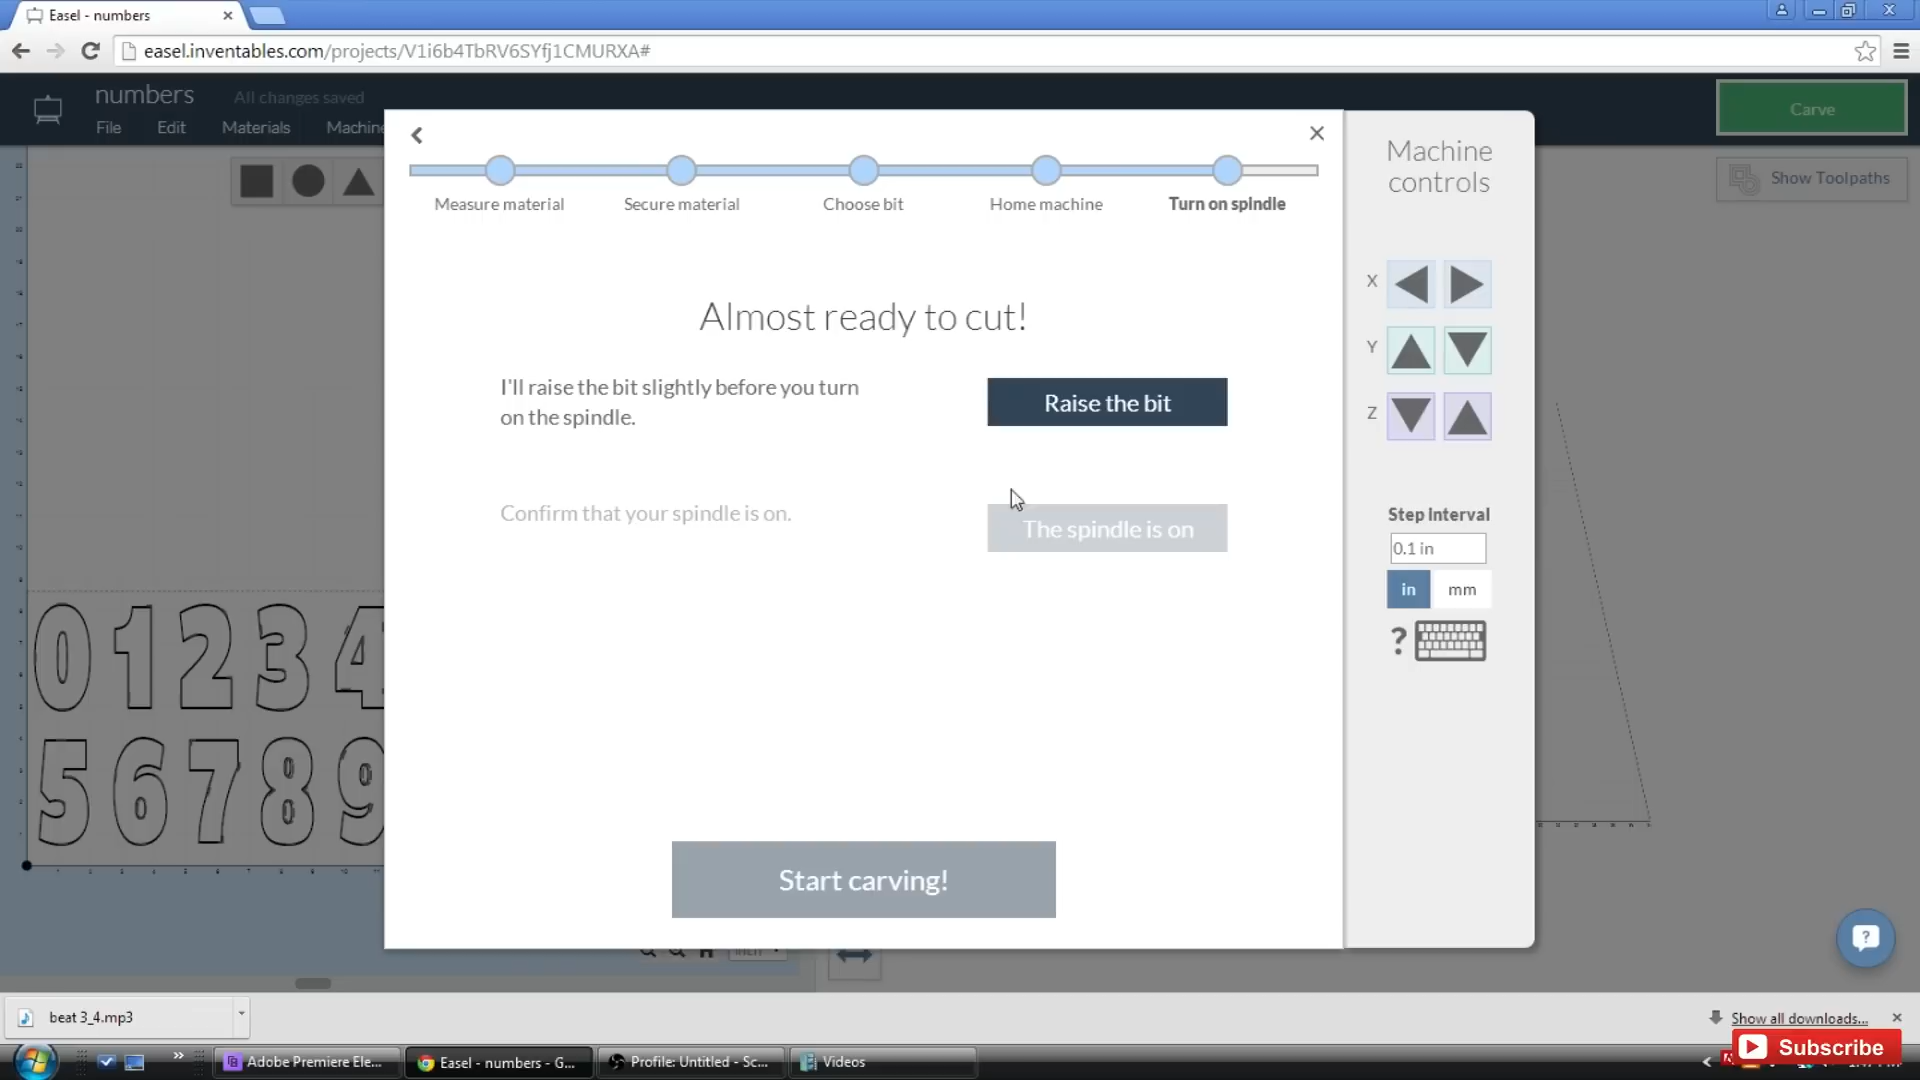 Easel - numbers
easel.inventables.com/projects/V1i6b4TbRV6SYfj1CMURXA#
numbers
All changes saved
File
Edit
Materials
Machine
Carve
Show Toolpaths
Measure material
Secure material
Choose bit
Home machine
Turn on spindle
Almost ready to cut!
I'll raise the bit slightly before you turn
on the spindle.
Raise the bit
Confirm that your spindle is on.
The spindle is on
Start carving!
Machine
controls
X
Y
Z
Step Interval
0.1 in
in
mm
?
0 1 2 3 4
5 6 7 8 9
beat 3_4.mp3
Show all downloads...
Adobe Premiere Ele...
Easel - numbers - G...
Profile: Untitled - Sc...
Videos
Subscribe